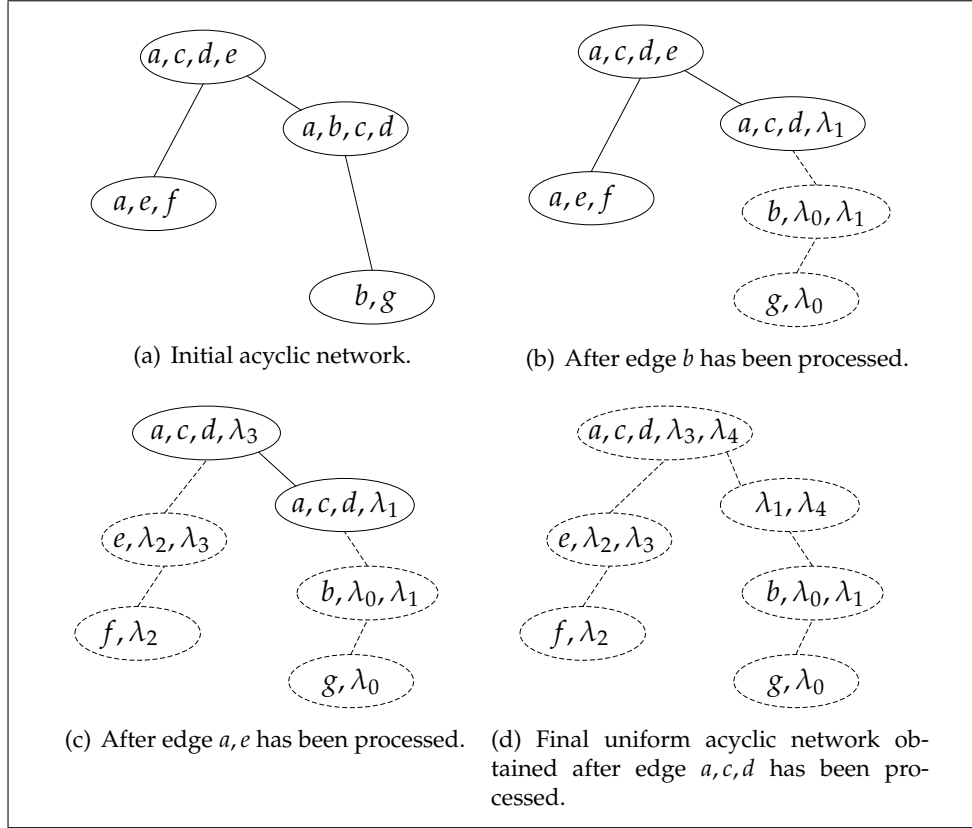 a, c, d, e
a, b, c, d
a, e, f
b, g
(a) Initial acyclic network.
a, c, d, e
a, c, d, λ₁
a, e, f
b, λ₀, λ₁
g, λ₀
(b) After edge b has been processed.
a, c, d, λ₃
a, c, d, λ₁
e, λ₂, λ₃
b, λ₀, λ₁
f, λ₂
g, λ₀
(c) After edge a, e has been processed.
a, c, d, λ₃, λ₄
λ₁, λ₄
e, λ₂, λ₃
b, λ₀, λ₁
f, λ₂
g, λ₀
(d) Final uniform acyclic network ob-
tained after edge a, c, d has been pro-
cessed.